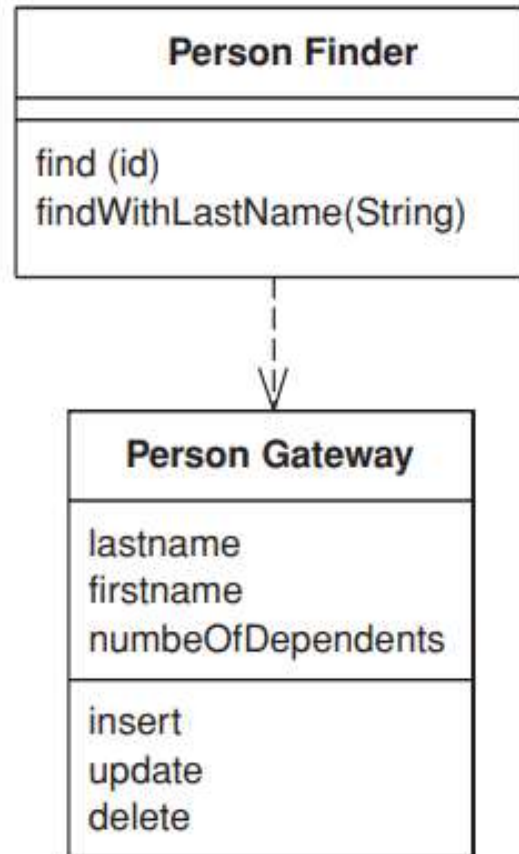 Person Finder
find (id)
findWithLastName(String)
Person Gateway
lastname
firstname
numbeOfDependents
insert
update
delete